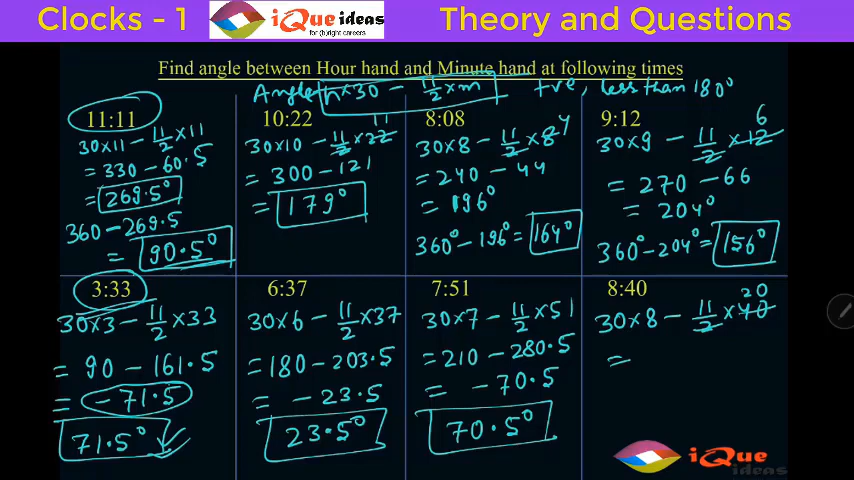 Clocks - 1
iQue ideas
for (b)right careers
Theory and Questions
Find angle between Hour hand and Minute hand at following times
Angle h×30 - 11/2 × m +ve, less than 180°
11:11
30×11 - 11/2 ×11
= 330 - 60.5
= 269.5°
360 - 269.5
= 90.5°
10:22
11
30×10 - 11/2 ×22
= 300 - 121
= 179°
8:08
30×8 - 11/2 ×8 4
= 240 - 44
= 196°
360° - 196° = 164°
9:12
6
30×9 - 11/2 ×12
= 270 - 66
= 204°
360° - 204° = 156°
3:33
30×3 - 11/2 ×33
= 90 - 161.5
= -71.5
71.5°
6:37
30×6 - 11/2 ×37
= 180 - 203.5
= -23.5
23.5°
7:51
30×7 - 11/2 ×51
= 210 - 280.5
= -70.5
70.5°
8:40
20
30×8 - 11/2 ×40
=
iQue
ideas